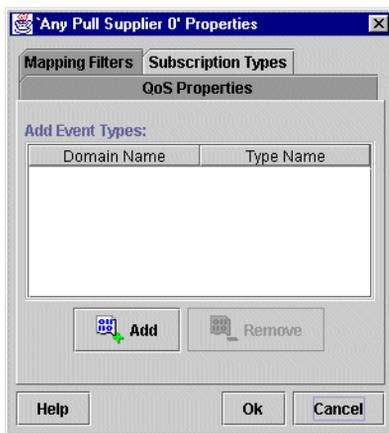 'Any Pull Supplier 0' Properties
Mapping Filters Subscription Types
QoS Properties
Add Event Types:
Domain Name Type Name
Add Remove
Help Ok Cancel